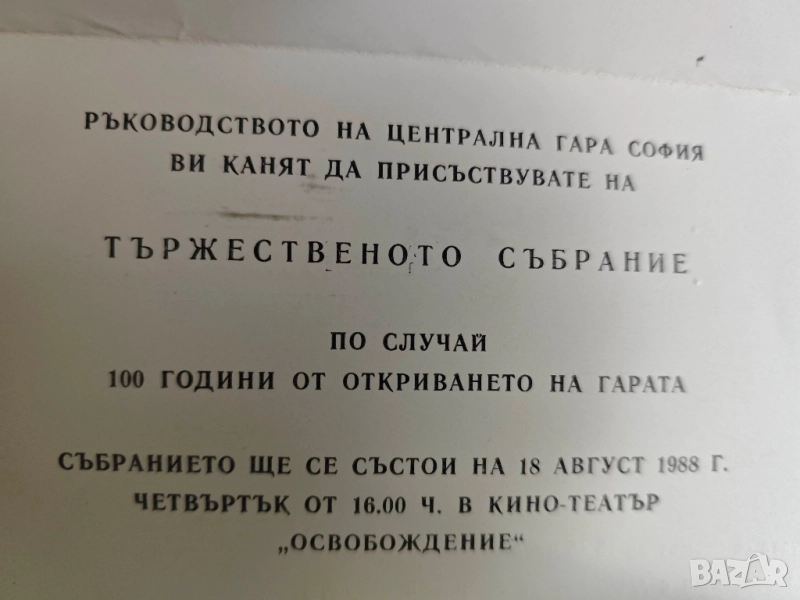 РЪКОВОДСТВОТО НА ЦЕНТРАЛНА ГАРА СОФИЯ
ВИ КАНЯТ ДА ПРИСЪСТВУВАТЕ НА
ТЪРЖЕСТВЕНОТО СЪБРАНИЕ
ПО СЛУЧАЙ
100 ГОДИНИ ОТ ОТКРИВАНЕТО НА ГАРАТА
СЪБРАНИЕТО ЩЕ СЕ СЪСТОИ НА 18 АВГУСТ 1988 Г.
ЧЕТВЪРТЪК ОТ 16.00 Ч. В КИНО-ТЕАТЪР
„ОСВОБОЖДЕНИЕ“
BAZAR